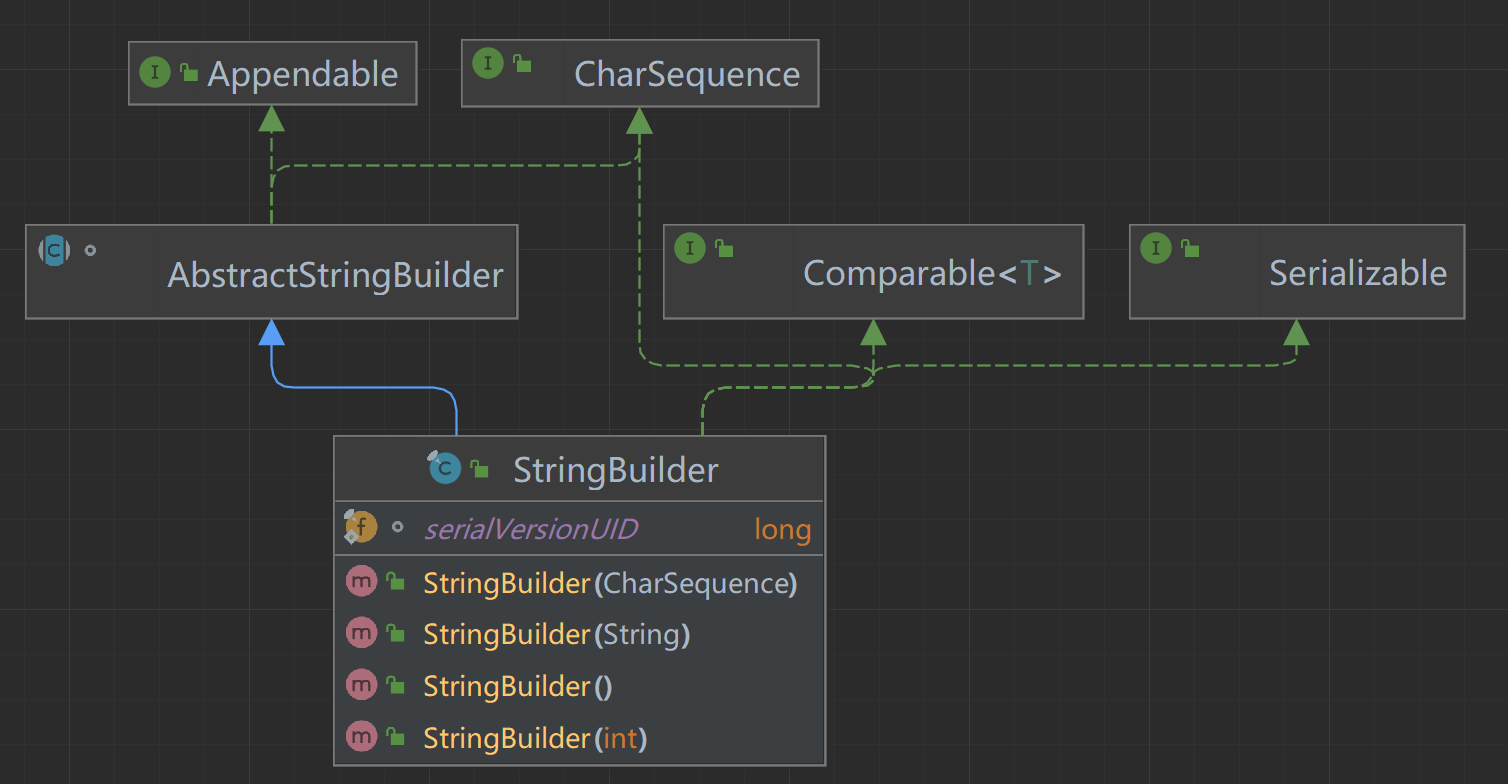 Appendable
CharSequence
AbstractStringBuilder
Comparable<T>
Serializable
StringBuilder
serialVersionUID long
StringBuilder(CharSequence)
StringBuilder(String)
StringBuilder()
StringBuilder(int)